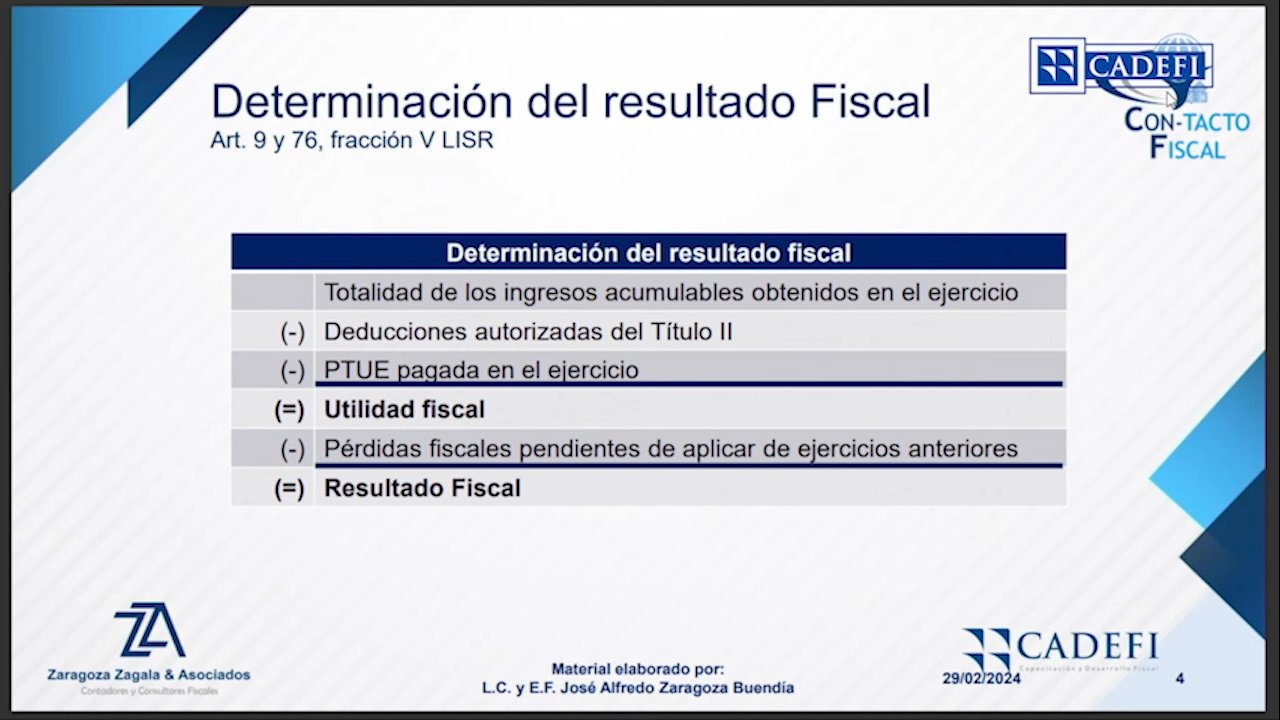 CADEFI
CON-TACTO
FISCAL
Determinación del resultado Fiscal
Art. 9 y 76, fracción V LISR
Determinación del resultado fiscal
Totalidad de los ingresos acumulables obtenidos en el ejercicio
(-) Deducciones autorizadas del Título II
(-) PTUE pagada en el ejercicio
(=) Utilidad fiscal
(-) Pérdidas fiscales pendientes de aplicar de ejercicios anteriores
(=) Resultado Fiscal
ZZA
Zaragoza Zagala & Asociados
Contadores y Consultores Fiscales
Material elaborado por:
L.C. y E.F. José Alfredo Zaragoza Buendía
CADEFI
Capacitación y Desarrollo Fiscal
29/02/2024
4